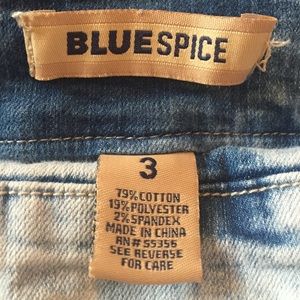 BLUESPICE
3
79% COTTON
19% POLYESTER
2% SPANDEX
MADE IN CHINA
RN# 55356
SEE REVERSE
FOR CARE